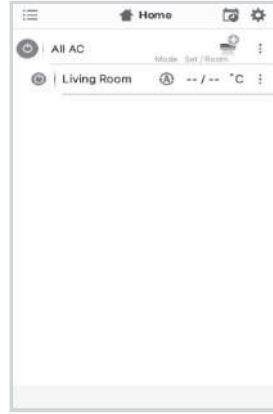 Home
All AC
Mode Set / Room
Living Room -- / -- °C